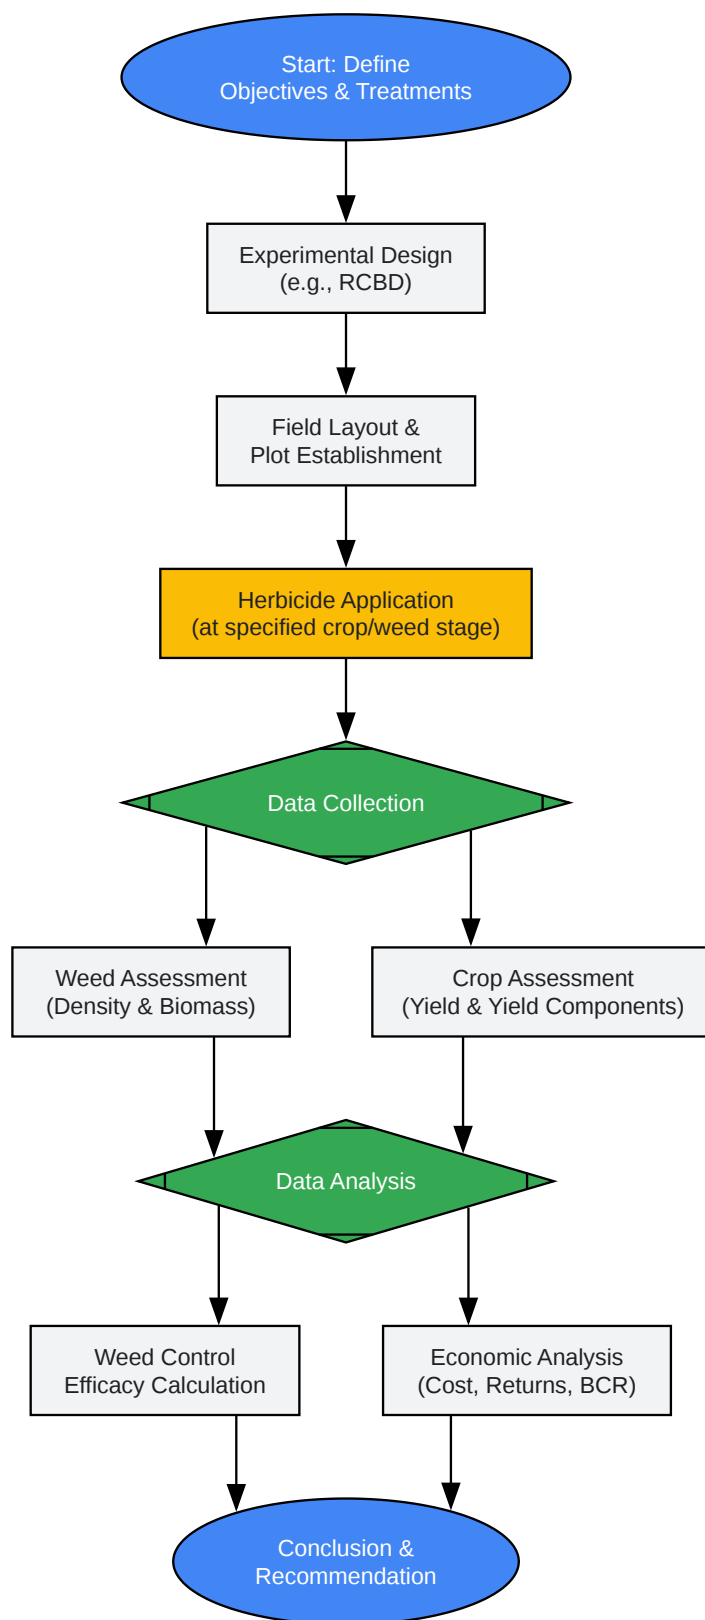 Start: Define
Objectives & Treatments
Experimental Design
(e.g., RCBD)
Field Layout &
Plot Establishment
Herbicide Application
(at specified crop/weed stage)
Data Collection
Weed Assessment
(Density & Biomass)
Crop Assessment
(Yield & Yield Components)
Data Analysis
Weed Control
Efficacy Calculation
Economic Analysis
(Cost, Returns, BCR)
Conclusion &
Recommendation